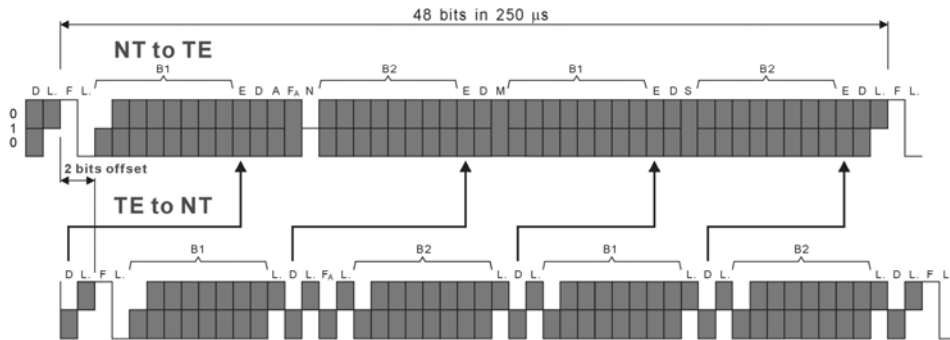 48 bits in 250 μs
NT to TE
B1 B2 B1 B2
D L. F L. E D A FA N E D M E D S E D L. F L.
0
1
0
2 bits offset
TE to NT
B1 B2 B1 B2
D L. F L. L. D L. FA L. L. D L. L. D L. L. D L. F L.